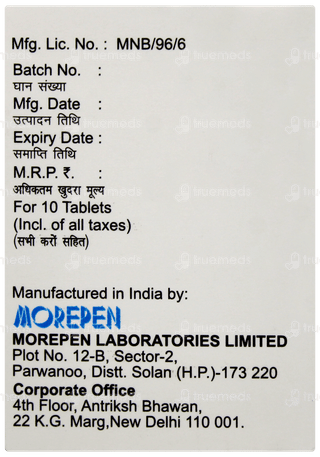 Mfg. Lic. No. : MNB/96/6
Batch No. :
घान संख्या
Mfg. Date :
उत्पादन तिथि
Expiry Date :
समाप्ति तिथि
M.R.P. ₹. :
अधिकतम खुदरा मूल्य
For 10 Tablets
(Incl. of all taxes)
(सभी करों सहित)
Manufactured in India by:
MOREPEN
MOREPEN LABORATORIES LIMITED
Plot No. 12-B, Sector-2,
Parwanoo, Distt. Solan (H.P.)-173 220
Corporate Office
4th Floor, Antriksh Bhawan,
22 K.G. Marg,New Delhi 110 001.